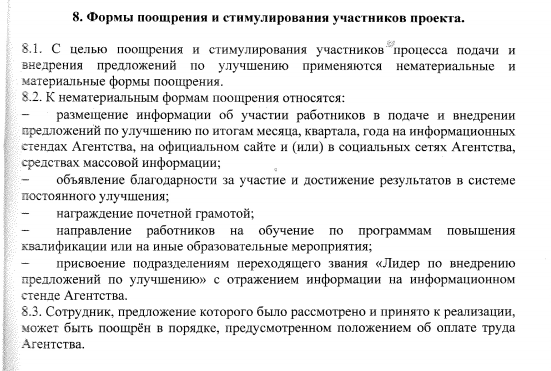 8. Формы поощрения и стимулирования участников проекта.
8.1. С целью поощрения и стимулирования участников процесса подачи и
внедрения предложений по улучшению применяются нематериальные и
материальные формы поощрения.
8.2. К нематериальным формам поощрения относятся:
– размещение информации об участии работников в подаче и внедрении
предложений по улучшению по итогам месяца, квартала, года на информационных
стендах Агентства, на официальном сайте и (или) в социальных сетях Агентства,
средствах массовой информации;
– объявление благодарности за участие и достижение результатов в системе
постоянного улучшения;
– награждение почетной грамотой;
– направление работников на обучение по программам повышения
квалификации или на иные образовательные мероприятия;
– присвоение подразделениям переходящего звания «Лидер по внедрению
предложений по улучшению» с отражением информации на информационном
стенде Агентства.
8.3. Сотрудник, предложение которого было рассмотрено и принято к реализации,
может быть поощрён в порядке, предусмотренном положением об оплате труда
Агентства.